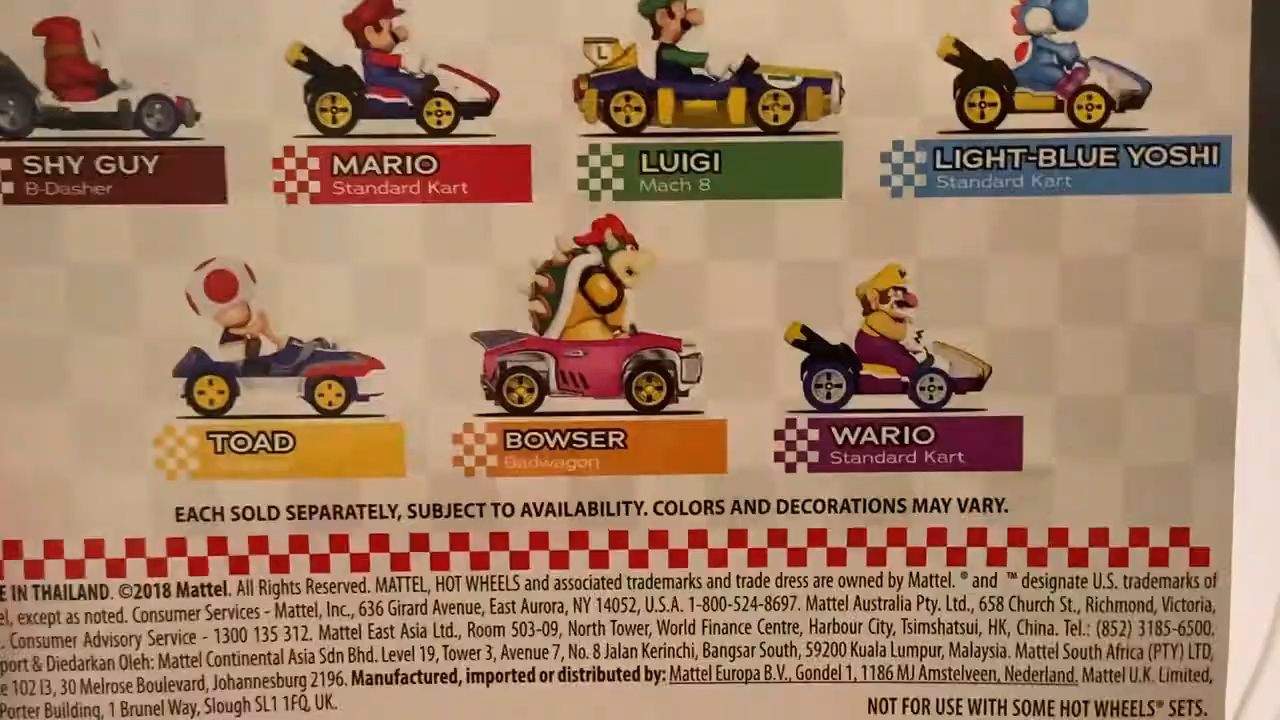 SHY GUY
B-Dasher
MARIO
Standard Kart
L
LUIGI
Mach 8
LIGHT-BLUE YOSHI
Standard Kart
TOAD
BOWSER
Badwagon
WARIO
Standard Kart
EACH SOLD SEPARATELY, SUBJECT TO AVAILABILITY. COLORS AND DECORATIONS MAY VARY.
E IN THAILAND. ©2018 Mattel. All Rights Reserved. MATTEL, HOT WHEELS and associated trademarks and trade dress are owned by Mattel. ® and ™ designate U.S. trademarks of
el, except as noted. Consumer Services - Mattel, Inc., 636 Girard Avenue, East Aurora, NY 14052, U.S.A. 1-800-524-8697. Mattel Australia Pty. Ltd., 658 Church St., Richmond, Victoria,
. Consumer Advisory Service - 1300 135 312. Mattel East Asia Ltd., Room 503-09, North Tower, World Finance Centre, Harbour City, Tsimshatsui, HK, China. Tel.: (852) 3185-6500.
port & Diedarkan Oleh: Mattel Continental Asia Sdn Bhd. Level 19, Tower 3, Avenue 7, No. 8 Jalan Kerinchi, Bangsar South, 59200 Kuala Lumpur, Malaysia. Mattel South Africa (PTY) LTD,
e 102 I3, 30 Melrose Boulevard, Johannesburg 2196. Manufactured, imported or distributed by: Mattel Europa B.V., Gondel 1, 1186 MJ Amstelveen, Nederland. Mattel U.K. Limited,
Porter Building, 1 Brunel Way, Slough SL1 1FQ, UK.
NOT FOR USE WITH SOME HOT WHEELS® SETS.